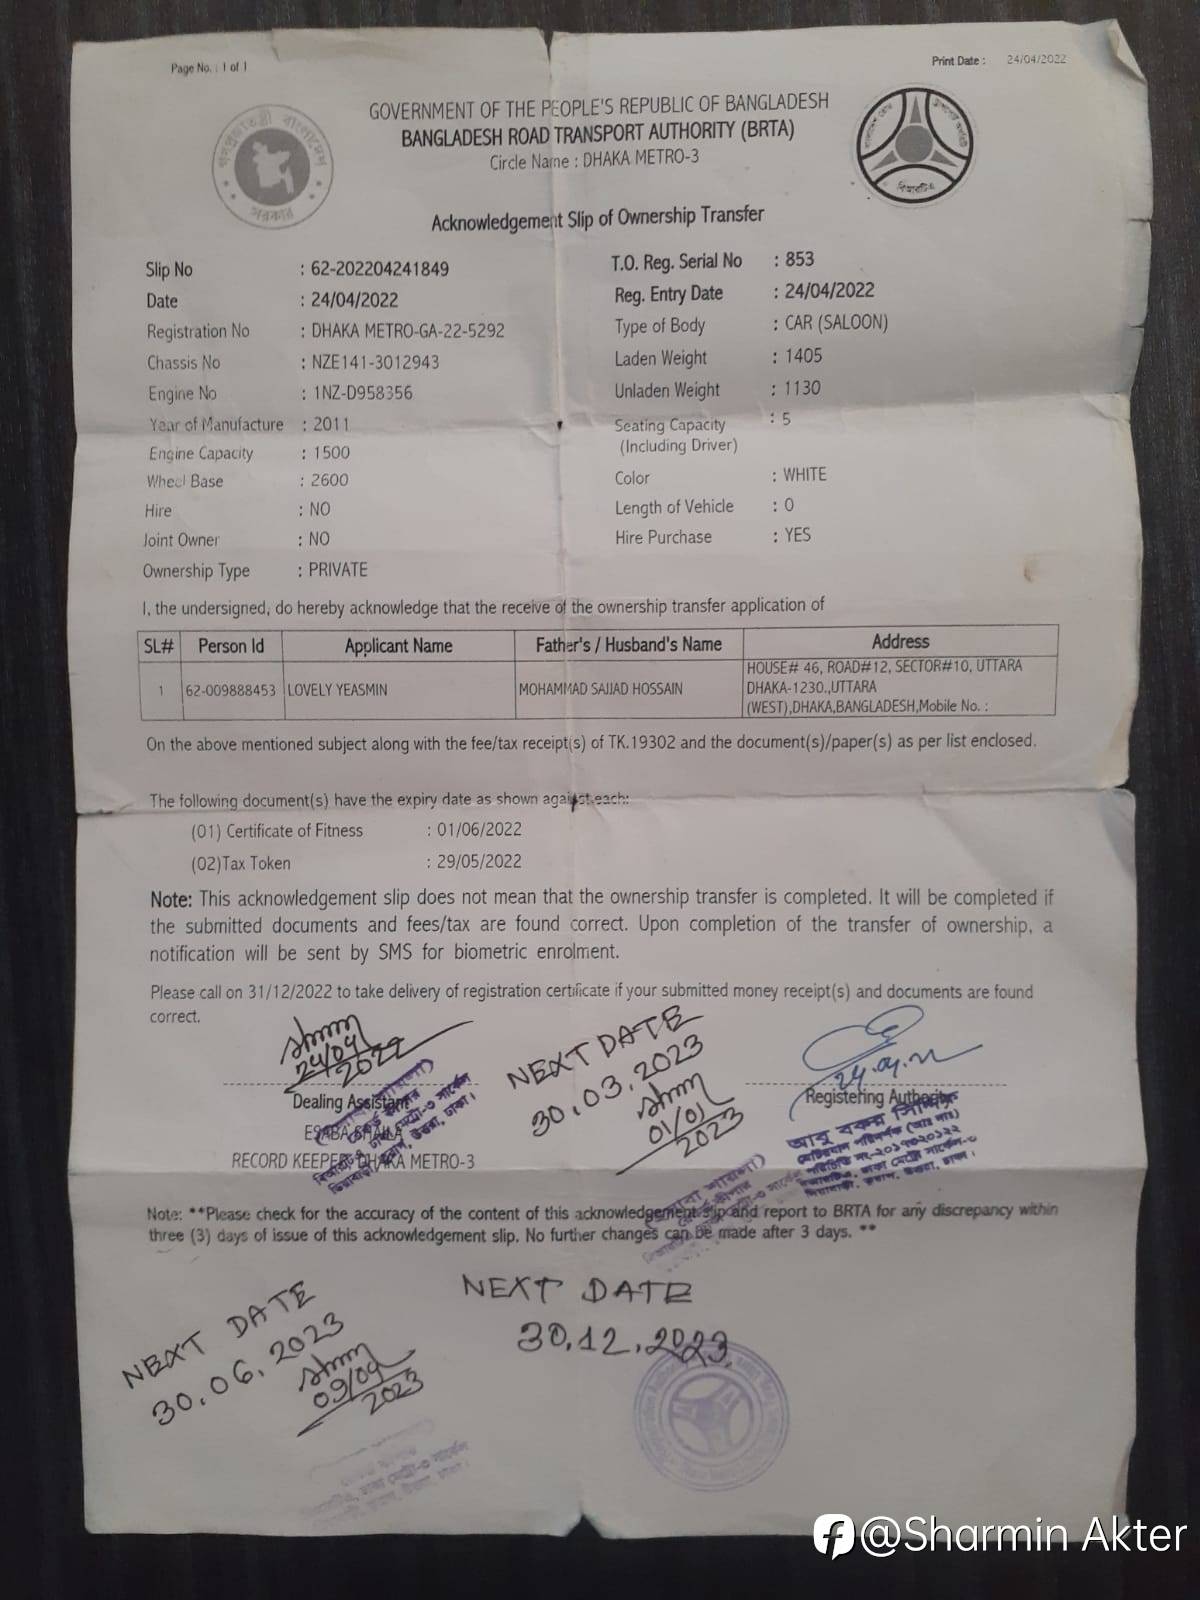 Page No. : 1 of 1
Print Date : 24/04/2022
GOVERNMENT OF THE PEOPLE'S REPUBLIC OF BANGLADESH
BANGLADESH ROAD TRANSPORT AUTHORITY (BRTA)
Circle Name : DHAKA METRO-3
গণপ্রজাতন্ত্রী বাংলাদেশ
সরকার
বিআরটিএ
Acknowledgement Slip of Ownership Transfer
Slip No : 62-202204241849
T.O. Reg. Serial No : 853
Date : 24/04/2022
Reg. Entry Date : 24/04/2022
Registration No : DHAKA METRO-GA-22-5292
Type of Body : CAR (SALOON)
Chassis No : NZE141-3012943
Laden Weight : 1405
Engine No : 1NZ-D958356
Unladen Weight : 1130
Year of Manufacture : 2011
Seating Capacity : 5
(Including Driver)
Engine Capacity : 1500
Wheel Base : 2600
Color : WHITE
Hire : NO
Length of Vehicle : 0
Joint Owner : NO
Hire Purchase : YES
Ownership Type : PRIVATE
I, the undersigned, do hereby acknowledge that the receive of the ownership transfer application of
SL# Person Id Applicant Name Father's / Husband's Name Address
1 62-009888453 LOVELY YEASMIN MOHAMMAD SAJJAD HOSSAIN HOUSE# 46, ROAD#12, SECTOR#10, UTTARA
DHAKA-1230.,UTTARA
(WEST),DHAKA,BANGLADESH,Mobile No. :
On the above mentioned subject along with the fee/tax receipt(s) of TK.19302 and the document(s)/paper(s) as per list enclosed.
The following document(s) have the expiry date as shown against each:
(01) Certificate of Fitness : 01/06/2022
(02)Tax Token : 29/05/2022
Note: This acknowledgement slip does not mean that the ownership transfer is completed. It will be completed if
the submitted documents and fees/tax are found correct. Upon completion of the transfer of ownership, a
notification will be sent by SMS for biometric enrolment.
Please call on 31/12/2022 to take delivery of registration certificate if your submitted money receipt(s) and documents are found
correct.
24/04
2022
NEXT DATE
30.03.2023
01/01
2023
24.04.22
Dealing Assistant
Registering Authority
ESABA SHAILA
RECORD KEEPER, DHAKA METRO-3
আবু বকর সিদ্দিক
Note: **Please check for the accuracy of the content of this acknowledgement slip and report to BRTA for any discrepancy within
three (3) days of issue of this acknowledgement slip. No further changes can be made after 3 days. **
NEXT DATE
30.06.2023
09/04
2023
NEXT DATE
30.12.2023
@Sharmin Akter